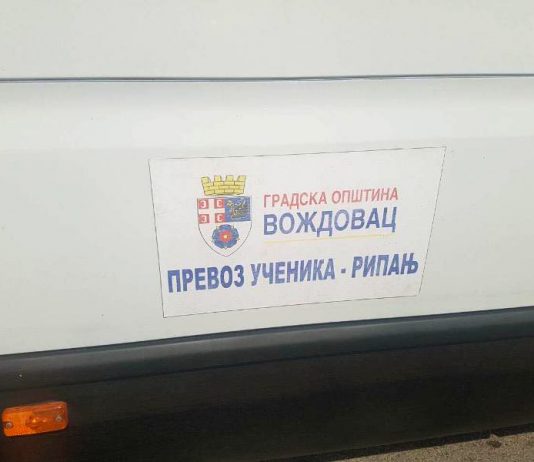 ГРАДСКА ОПШТИНА
ВОЖДОВАЦ
ПРЕВОЗ УЧЕНИКА - РИПАЊ